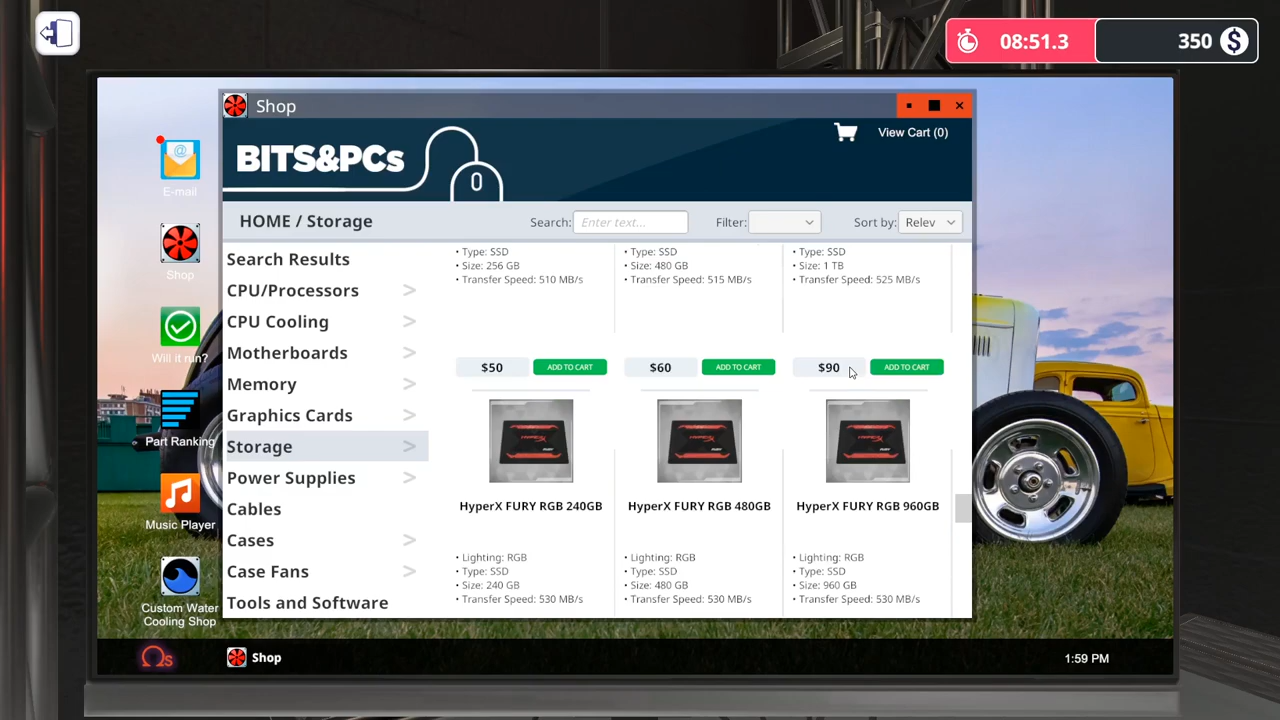 08:51.3
350 $
Shop
BITS&PCs
View Cart (0)
HOME / Storage
Search: Enter text...
Filter:
Sort by: Relev
E-mail
Shop
Will it run?
Part Ranking
Music Player
Custom Water
Cooling Shop
Search Results
CPU/Processors >
CPU Cooling >
Motherboards >
Memory >
Graphics Cards >
Storage >
Power Supplies >
Cables
Cases >
Case Fans >
Tools and Software
• Type: SSD
• Size: 256 GB
• Transfer Speed: 510 MB/s
$50 ADD TO CART
• Type: SSD
• Size: 480 GB
• Transfer Speed: 515 MB/s
$60 ADD TO CART
• Type: SSD
• Size: 1 TB
• Transfer Speed: 525 MB/s
$90 ADD TO CART
HyperX FURY RGB 240GB
• Lighting: RGB
• Type: SSD
• Size: 240 GB
• Transfer Speed: 530 MB/s
HyperX FURY RGB 480GB
• Lighting: RGB
• Type: SSD
• Size: 480 GB
• Transfer Speed: 530 MB/s
HyperX FURY RGB 960GB
• Lighting: RGB
• Type: SSD
• Size: 960 GB
• Transfer Speed: 530 MB/s
Ωs
Shop
1:59 PM